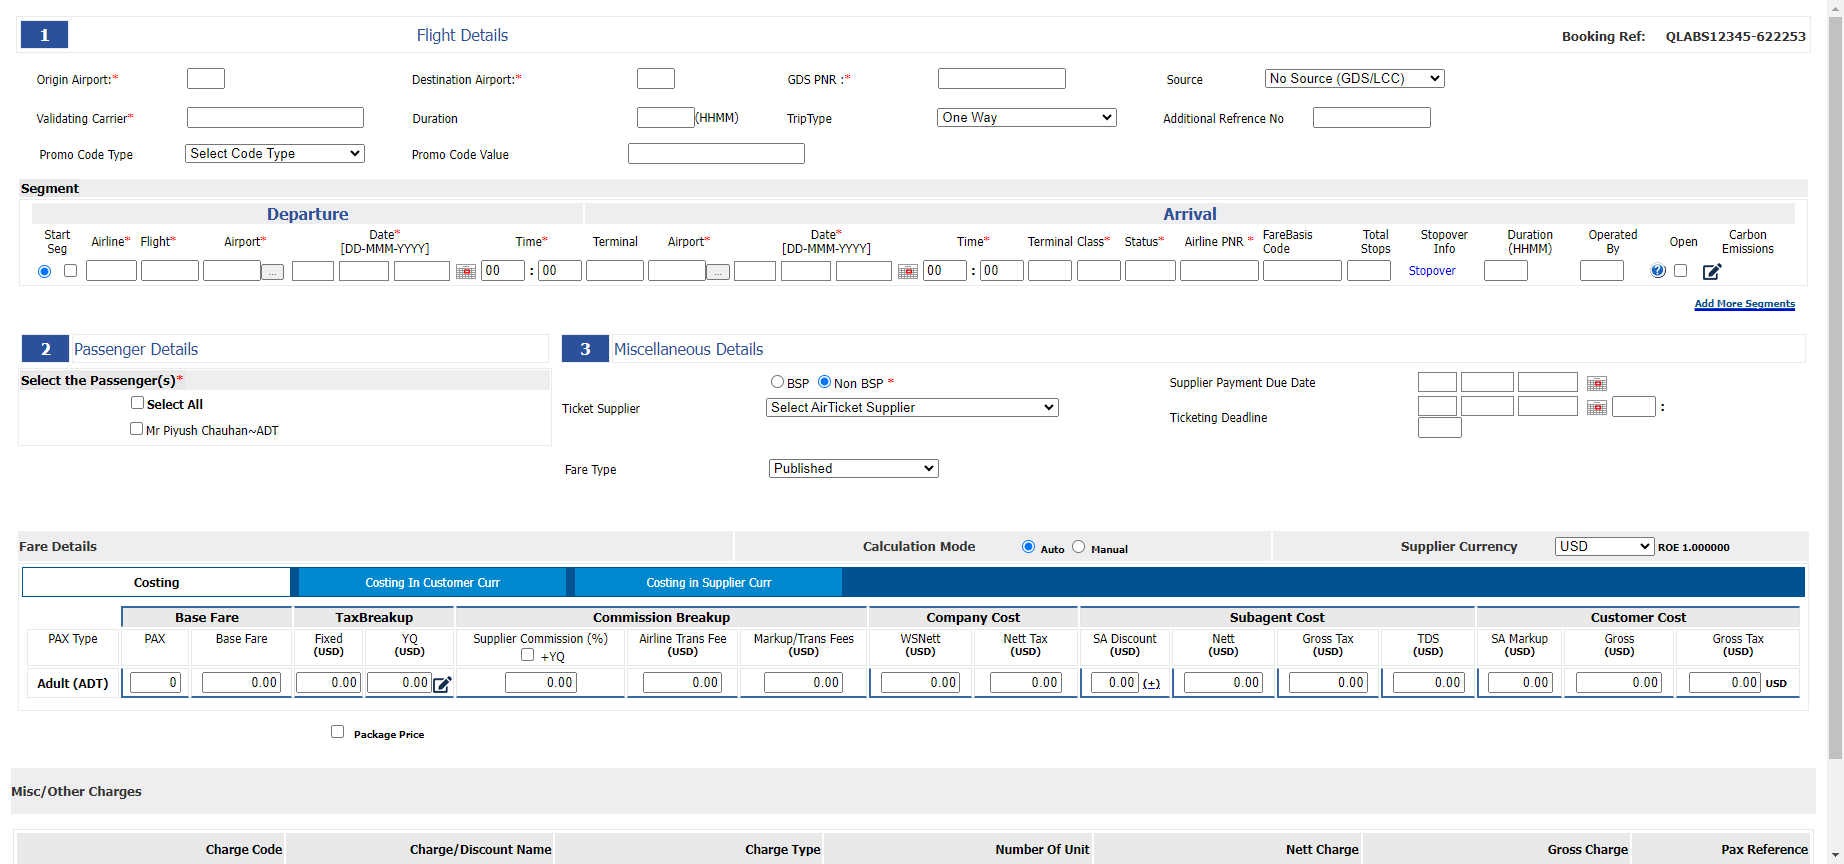 1 Flight Details Booking Ref: QLABS12345-622253
Origin Airport:* Destination Airport:* GDS PNR :* Source No Source (GDS/LCC)
Validating Carrier* Duration (HHMM) TripType One Way Additional Refrence No
Promo Code Type Select Code Type Promo Code Value
Segment
Departure Arrival
Start Seg Airline* Flight* Airport* Date* [DD-MMM-YYYY] Time* Terminal Airport* Date* [DD-MMM-YYYY] Time* Terminal Class* Status* Airline PNR * FareBasis Code Total Stops Stopover Info Duration (HHMM) Operated By Open Carbon Emissions
... 00 : 00 ... 00 : 00 Stopover ?
Add More Segments
2 Passenger Details 3 Miscellaneous Details
Select the Passenger(s)*
Select All
Mr Piyush Chauhan~ADT
BSP Non BSP * Supplier Payment Due Date
Ticket Supplier Select AirTicket Supplier Ticketing Deadline :
Fare Type Published
Fare Details Calculation Mode Auto Manual Supplier Currency USD ROE 1.000000
Costing Costing In Customer Curr Costing in Supplier Curr
Base Fare TaxBreakup Commission Breakup Company Cost Subagent Cost Customer Cost
PAX Type PAX Base Fare Fixed (USD) YQ (USD) Supplier Commission (%) +YQ Airline Trans Fee (USD) Markup/Trans Fees (USD) WSNett (USD) Nett Tax (USD) SA Discount (USD) Nett (USD) Gross Tax (USD) TDS (USD) SA Markup (USD) Gross (USD) Gross Tax (USD)
Adult (ADT) 0 0.00 0.00 0.00 0.00 0.00 0.00 0.00 0.00 0.00 (+) 0.00 0.00 0.00 0.00 0.00 0.00 USD
Package Price
Misc/Other Charges
Charge Code Charge/Discount Name Charge Type Number Of Unit Nett Charge Gross Charge Pax Reference